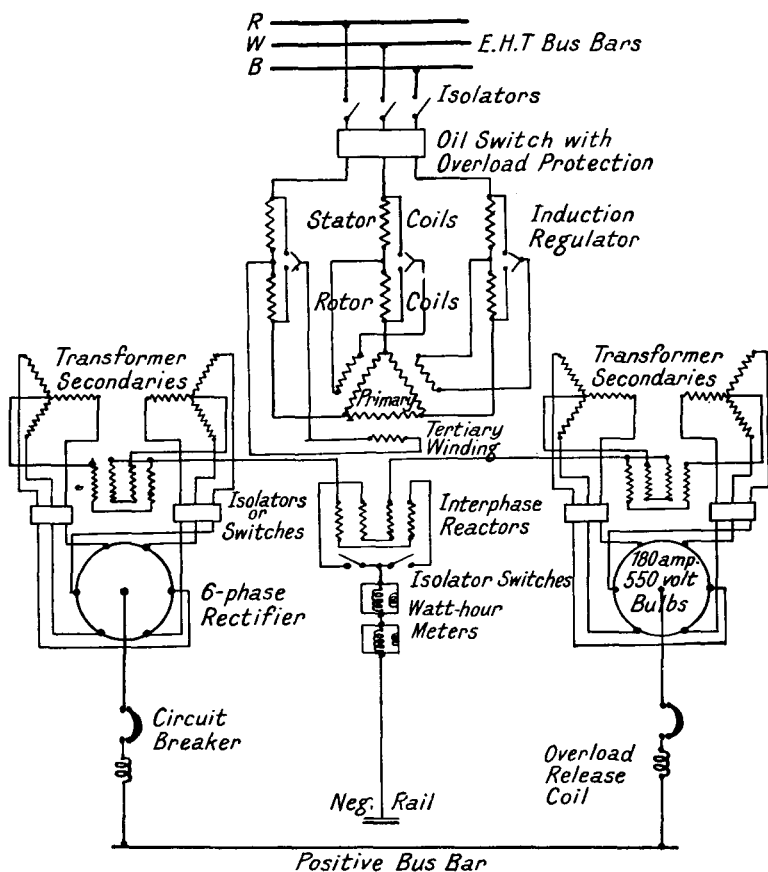 R
W
B
E.H.T Bus Bars
Isolators
Oil Switch with
Overload Protection
Stator Coils
Induction
Regulator
Rotor Coils
Transformer
Secondaries
Transformer
Secondaries
Primary
Tertiary
Winding
Isolators
or
Switches
Interphase
Reactors
6-phase
Rectifier
Isolator Switches
Watt-hour
Meters
180 amp.
550 volt
Bulbs
Circuit
Breaker
Overload
Release
Coil
Neg. Rail
Positive Bus Bar